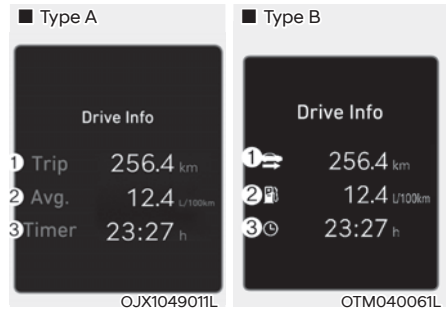 ■ Type A
Drive Info
1 Trip 256.4 km
2 Avg. 12.4 L/100km
3 Timer 23:27 h
OJX1049011L
■ Type B
Drive Info
1 256.4 km
2 12.4 L/100km
3 23:27 h
OTM040061L